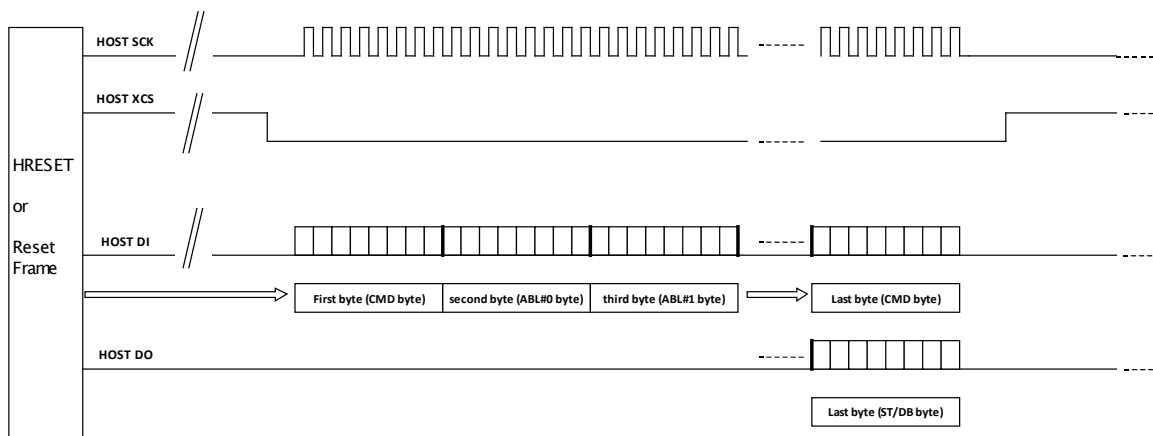 HOST SCK
HOST XCS
HRESET
or
Reset
Frame
HOST DI
First byte (CMD byte)
second byte (ABL#0 byte)
third byte (ABL#1 byte)
Last byte (CMD byte)
HOST DO
Last byte (ST/DB byte)